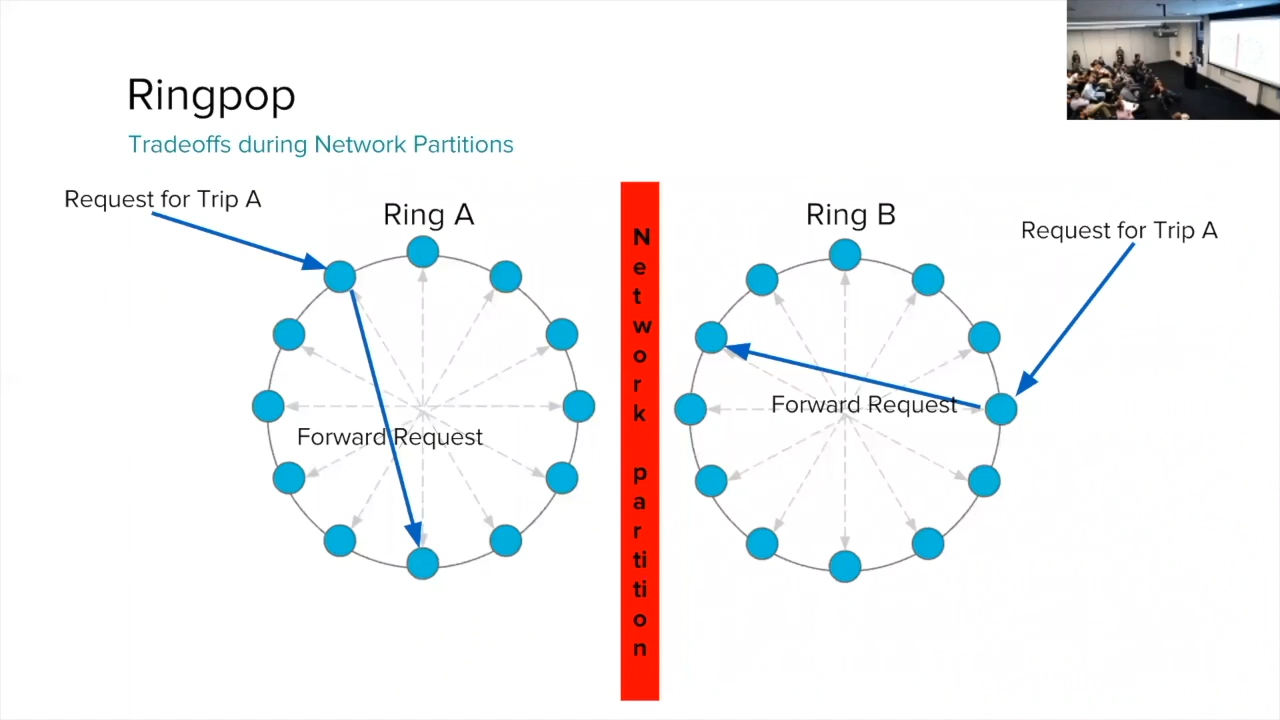 Ringpop
Tradeoffs during Network Partitions
Request for Trip A
Ring A
Forward Request
Network partition
Ring B
Request for Trip A
Forward Request